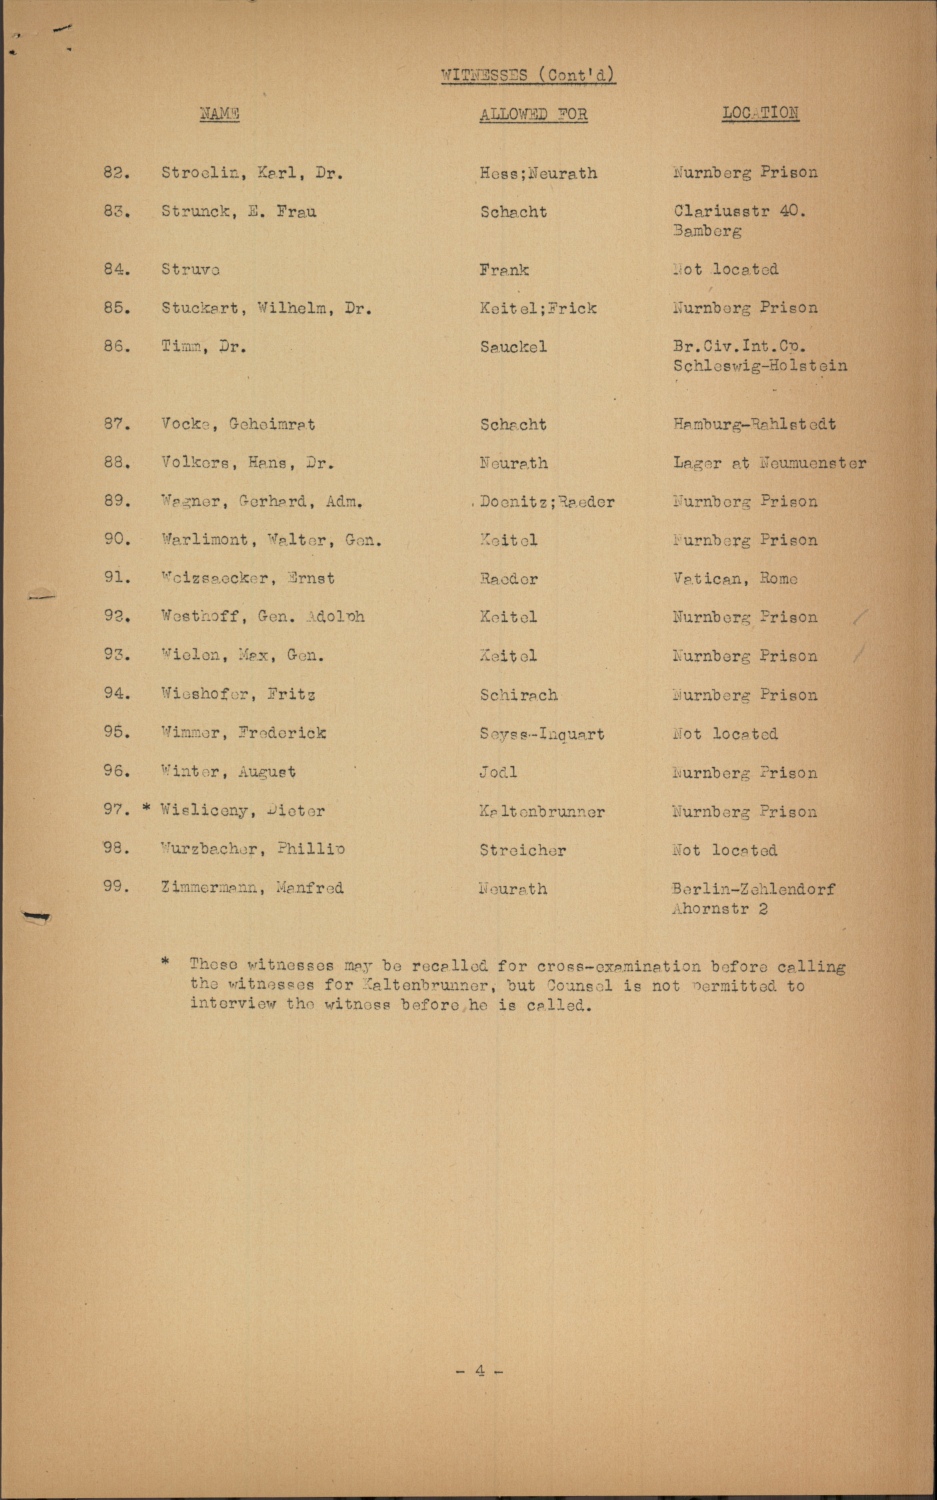 WITNESSES (Cont'd)
NAME ALLOWED FOR LOCATION
82. Stroelin, Karl, Dr. Hess;Neurath Nurnberg Prison
83. Strunck, E. Frau Schacht Clariusstr 40.
Bamberg
84. Struve Frank Not located
85. Stuckart, Wilhelm, Dr. Keitel;Frick Nurnberg Prison
86. Timm, Dr. Sauckel Br.Civ.Int.Cp.
Schleswig-Holstein
87. Vocke, Geheimrat Schacht Hamburg-Rahlstedt
88. Volkers, Hans, Dr. Neurath Lager at Neumuenster
89. Wagner, Gerhard, Adm. Doenitz;Raeder Nurnberg Prison
90. Warlimont, Walter, Gen. Keitel Nurnberg Prison
91. Weizsaecker, Ernst Raeder Vatican, Rome
92. Westhoff, Gen. Adolph Keitel Nurnberg Prison
93. Wielen, Max, Gen. Keitel Nurnberg Prison
94. Wieshofer, Fritz Schirach Nurnberg Prison
95. Wimmer, Frederick Seyss-Inquart Not located
96. Winter, August Jodl Nurnberg Prison
97. * Wisliceny, Dieter Kaltenbrunner Nurnberg Prison
98. Wurzbacher, Phillip Streicher Not located
99. Zimmermann, Manfred Neurath Berlin-Zehlendorf
Ahornstr 2
* These witnesses may be recalled for cross-examination before calling
the witnesses for Kaltenbrunner, but Counsel is not permitted to
interview the witness before he is called.
- 4 -